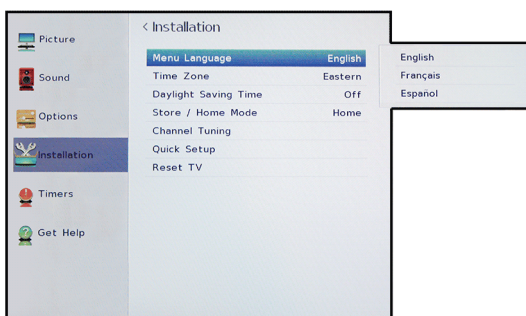 Picture
Sound
Options
Installation
Timers
Get Help
< Installation
Menu Language English
Time Zone Eastern
Daylight Saving Time Off
Store / Home Mode Home
Channel Tuning
Quick Setup
Reset TV
English
Français
Español